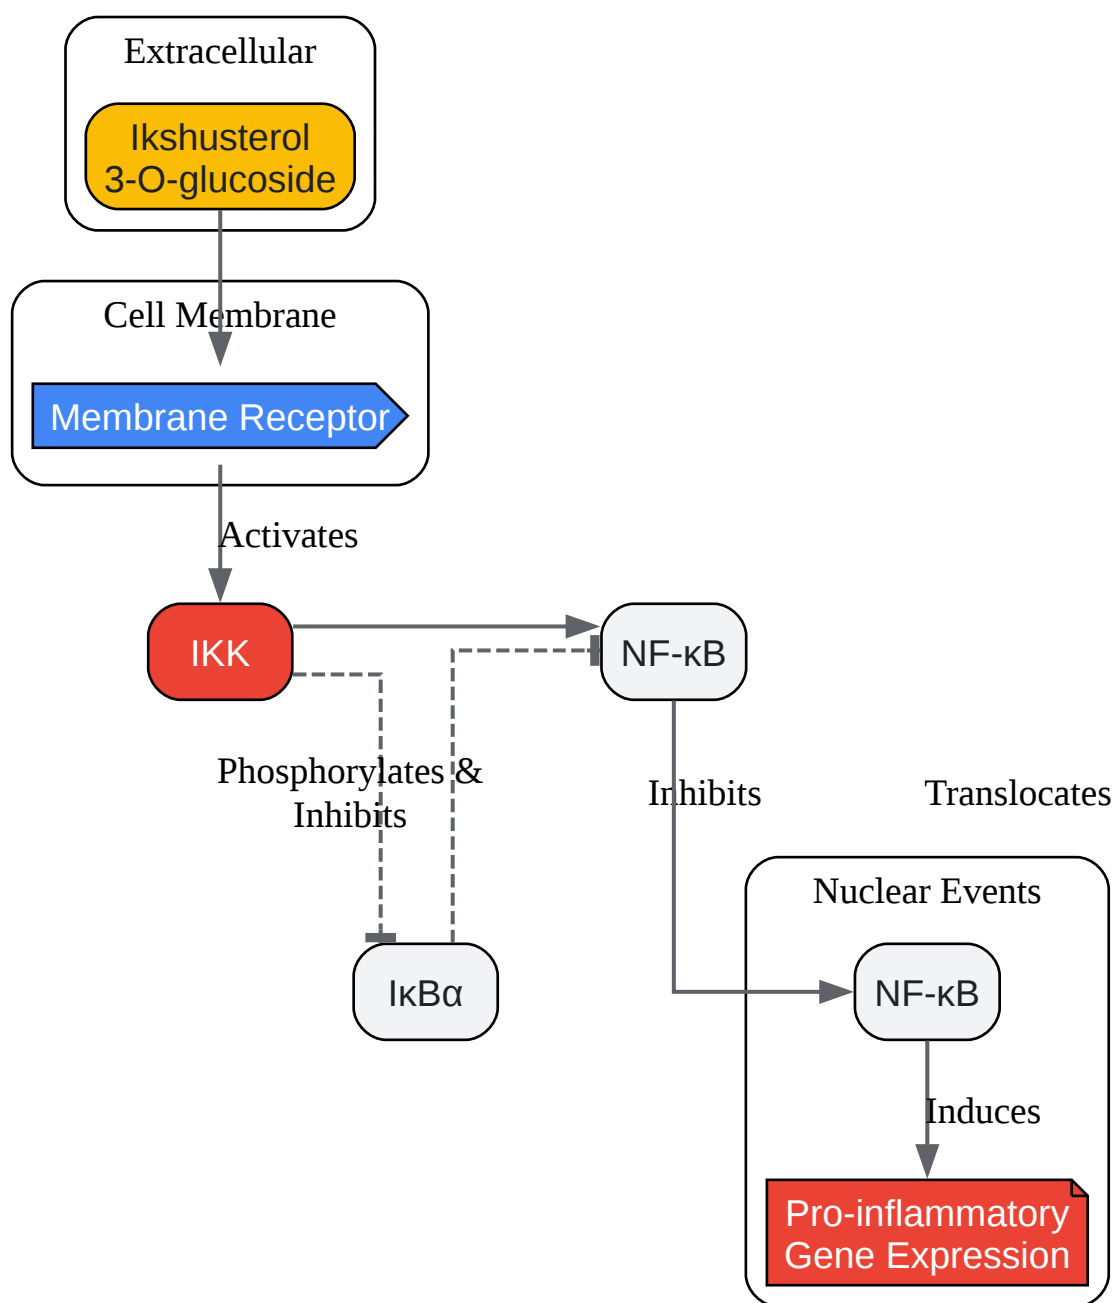 Extracellular
Ikshusterol
3-O-glucoside
Cell Membrane
Membrane Receptor
Activates
IKK
NF-κB
Phosphorylates &
Inhibits
Inhibits
Translocates
Nuclear Events
IκBα
NF-κB
Induces
Pro-inflammatory
Gene Expression